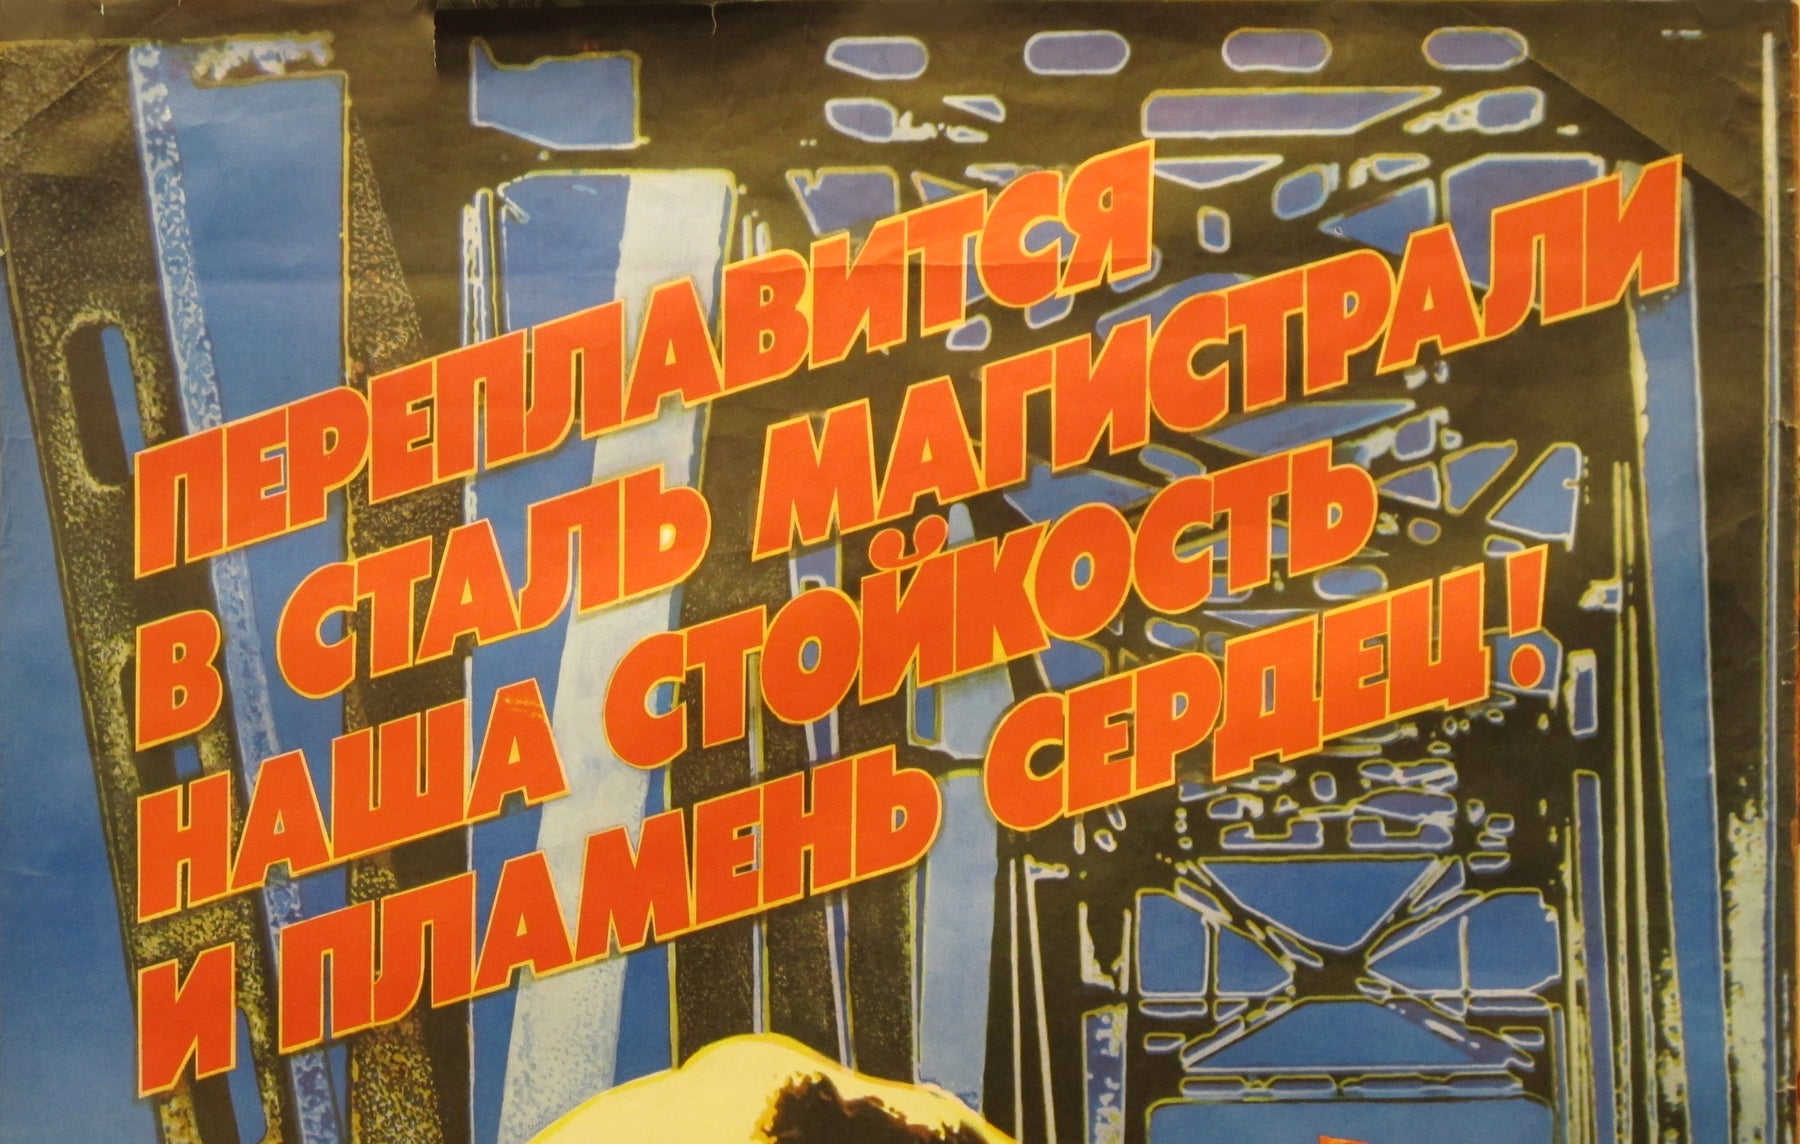 ПЕРЕПЛАВИТСЯ
В СТАЛЬ МАГИСТРАЛИ
НАША СТОЙКОСТЬ
И ПЛАМЕНЬ СЕРДЕЦ!